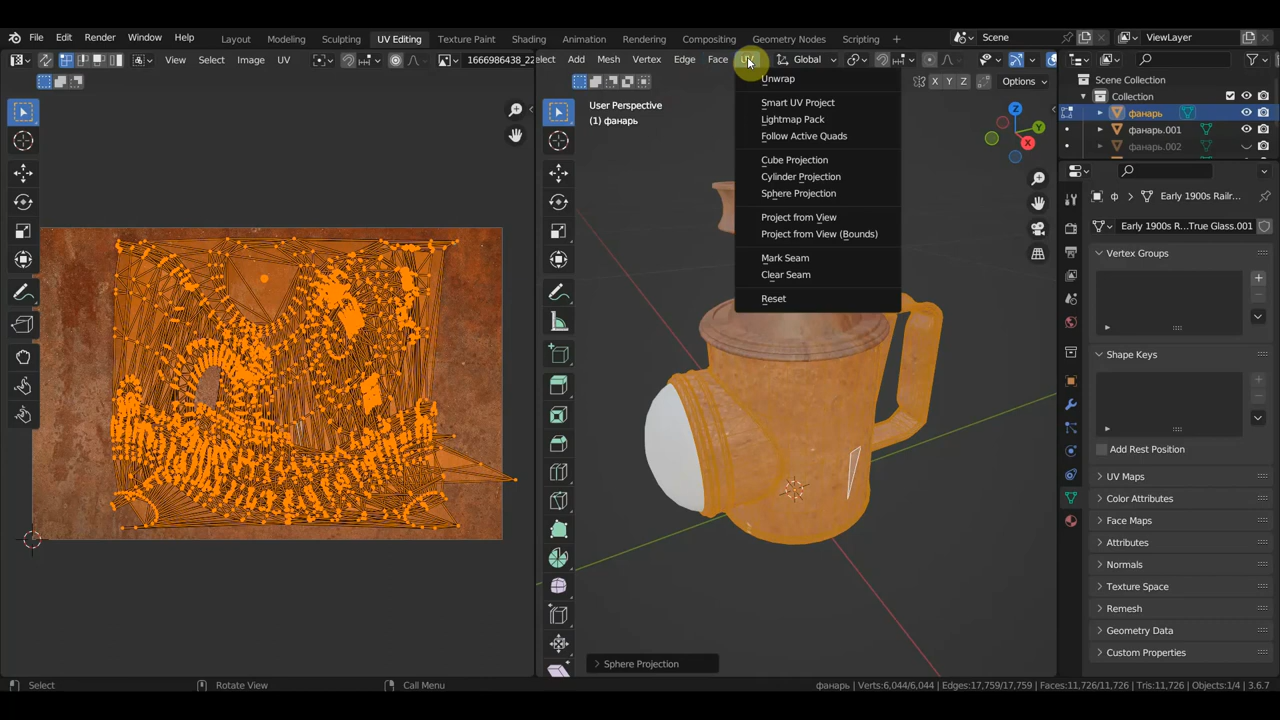 File Edit Render Window Help Layout Modeling Sculpting UV Editing Texture Paint Shading Animation Rendering Compositing Geometry Nodes Scripting + Scene ViewLayer
View Select Image UV 1666986438_22 elect Add Mesh Vertex Edge Face UV Global
X Y Z Options
User Perspective
(1) фанарь
Unwrap
Smart UV Project
Lightmap Pack
Follow Active Quads
Cube Projection
Cylinder Projection
Sphere Projection
Project from View
Project from View (Bounds)
Mark Seam
Clear Seam
Reset
Z
Y
X
Sphere Projection
Scene Collection
Collection
фанарь
фанарь.001
фанарь.002
ф Early 1900s Railr...
Early 1900s R...True Glass.001
Vertex Groups
Shape Keys
Add Rest Position
UV Maps
Color Attributes
Face Maps
Attributes
Normals
Texture Space
Remesh
Geometry Data
Custom Properties
Select Rotate View Call Menu фанарь | Verts:6,044/6,044 | Edges:17,759/17,759 | Faces:11,726/11,726 | Tris:11,726 | Objects:1/4 | 3.6.7